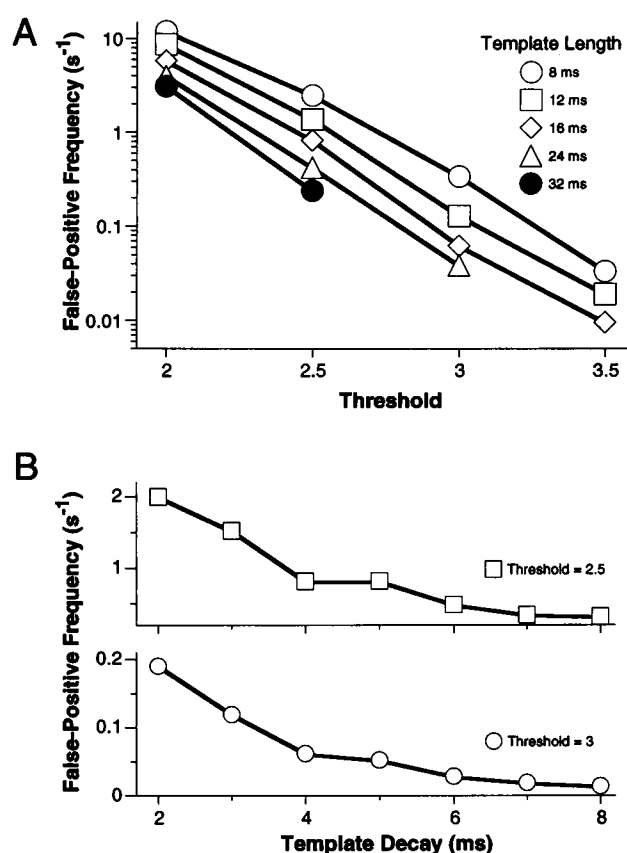 A
False-Positive Frequency (s⁻¹)
10
1
0.1
0.01
2
2.5
3
3.5
Threshold
Template Length
8 ms
12 ms
16 ms
24 ms
32 ms
B
False-Positive Frequency (s⁻¹)
2
1
Threshold = 2.5
0.2
0.1
0
Threshold = 3
2
4
6
8
Template Decay (ms)